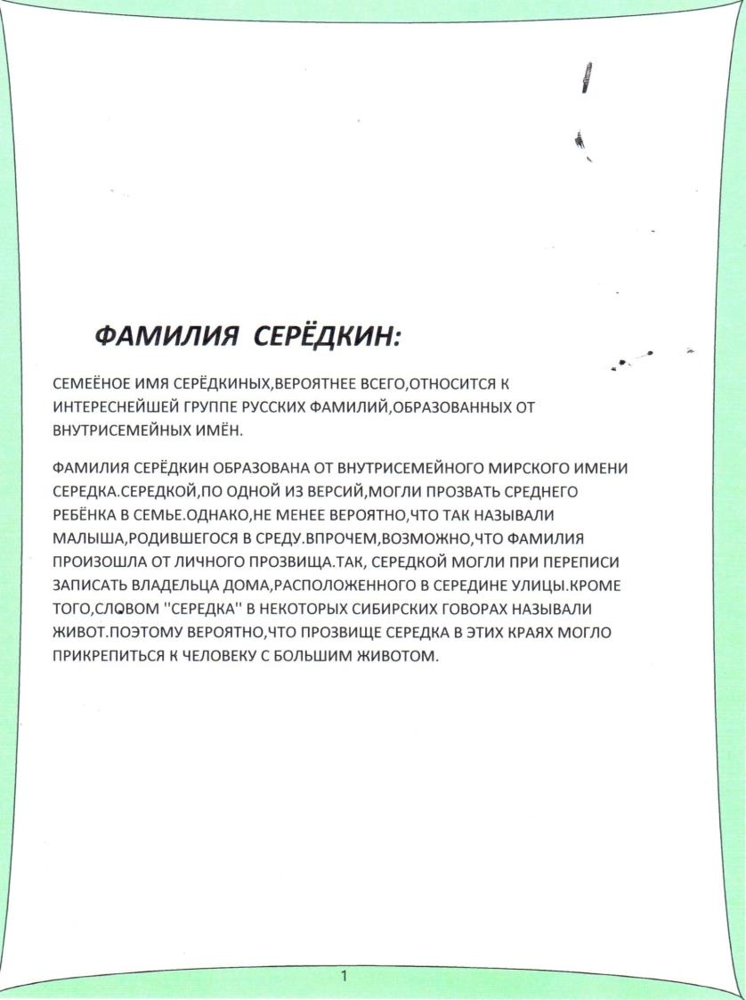 ФАМИЛИЯ СЕРЁДКИН:
СЕМЕЁНОЕ ИМЯ СЕРЁДКИНЫХ,ВЕРОЯТНЕЕ ВСЕГО,ОТНОСИТСЯ К
ИНТЕРЕСНЕЙШЕЙ ГРУППЕ РУССКИХ ФАМИЛИЙ,ОБРАЗОВАННЫХ ОТ
ВНУТРИСЕМЕЙНЫХ ИМЁН.
ФАМИЛИЯ СЕРЁДКИН ОБРАЗОВАНА ОТ ВНУТРИСЕМЕЙНОГО МИРСКОГО ИМЕНИ
СЕРЕДКА.СЕРЕДКОЙ,ПО ОДНОЙ ИЗ ВЕРСИЙ,МОГЛИ ПРОЗВАТЬ СРЕДНЕГО
РЕБЁНКА В СЕМЬЕ.ОДНАКО,НЕ МЕНЕЕ ВЕРОЯТНО,ЧТО ТАК НАЗЫВАЛИ
МАЛЫША,РОДИВШЕГОСЯ В СРЕДУ.ВПРОЧЕМ,ВОЗМОЖНО,ЧТО ФАМИЛИЯ
ПРОИЗОШЛА ОТ ЛИЧНОГО ПРОЗВИЩА.ТАК, СЕРЕДКОЙ МОГЛИ ПРИ ПЕРЕПИСИ
ЗАПИСАТЬ ВЛАДЕЛЬЦА ДОМА,РАСПОЛОЖЕННОГО В СЕРЕДИНЕ УЛИЦЫ.КРОМЕ
ТОГО,СЛОВОМ "СЕРЕДКА" В НЕКОТОРЫХ СИБИРСКИХ ГОВОРАХ НАЗЫВАЛИ
ЖИВОТ.ПОЭТОМУ ВЕРОЯТНО,ЧТО ПРОЗВИЩЕ СЕРЕДКА В ЭТИХ КРАЯХ МОГЛО
ПРИКРЕПИТЬСЯ К ЧЕЛОВЕКУ С БОЛЬШИМ ЖИВОТОМ.
1